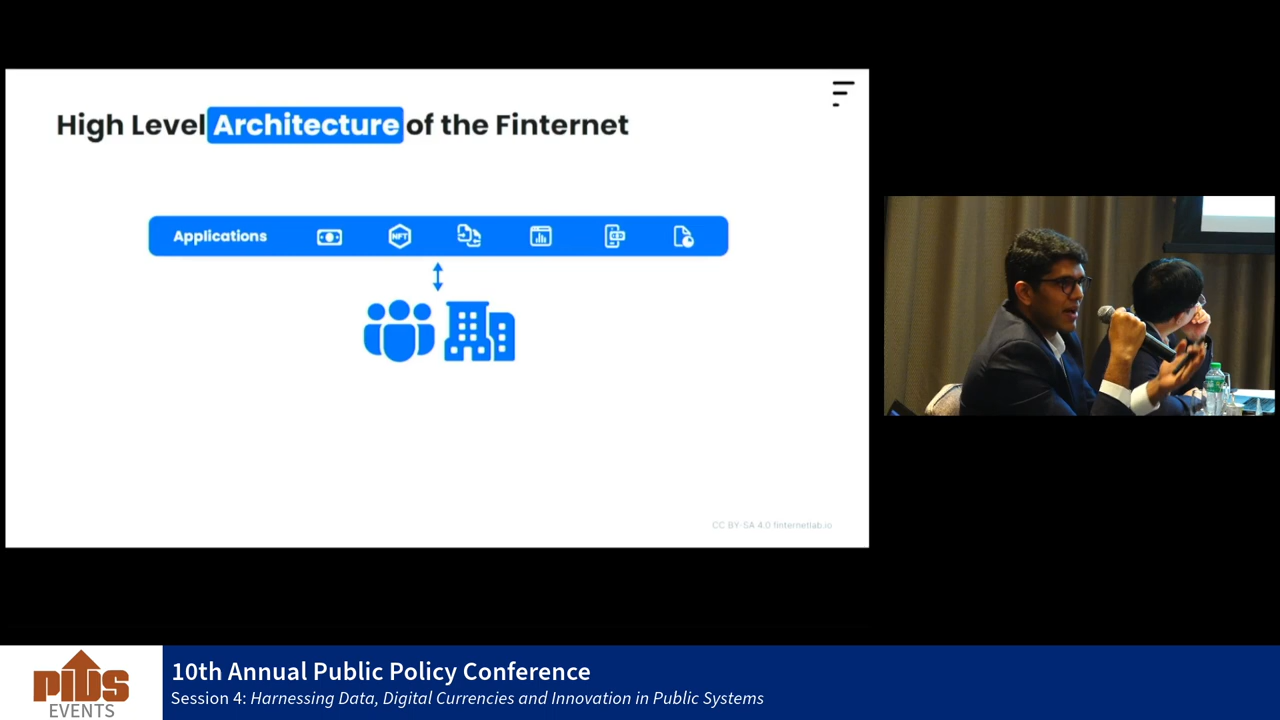 High Level Architecture of the Finternet
Applications
NFT
CC BY-SA 4.0 finternetlab.io
PIDS
EVENTS
10th Annual Public Policy Conference
Session 4: Harnessing Data, Digital Currencies and Innovation in Public Systems